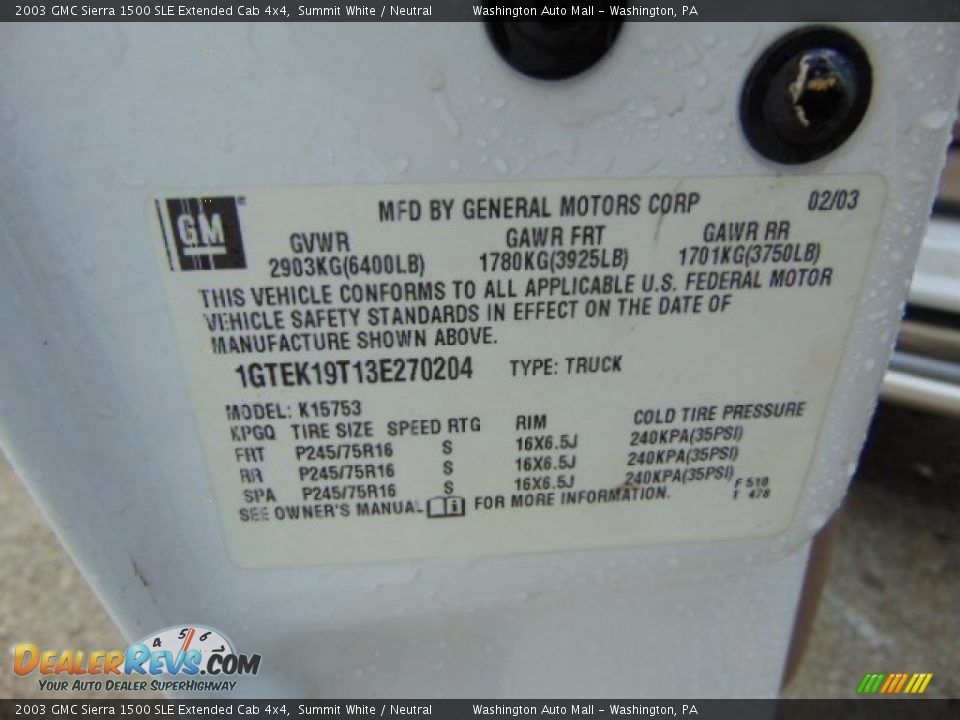 2003 GMC Sierra 1500 SLE Extended Cab 4x4, Summit White / Neutral Washington Auto Mall - Washington, PA
GM
MFD BY GENERAL MOTORS CORP 02/03
GVWR GAWR FRT GAWR RR
2903KG(6400LB) 1780KG(3925LB) 1701KG(3750LB)
THIS VEHICLE CONFORMS TO ALL APPLICABLE U.S. FEDERAL MOTOR
VEHICLE SAFETY STANDARDS IN EFFECT ON THE DATE OF
MANUFACTURE SHOWN ABOVE.
1GTEK19T13E270204 TYPE: TRUCK
MODEL: K15753
KPGQ TIRE SIZE SPEED RTG RIM COLD TIRE PRESSURE
FRT P245/75R16 S 16X6.5J 240KPA(35PSI)
RR P245/75R16 S 16X6.5J 240KPA(35PSI)
SPA P245/75R16 S 16X6.5J 240KPA(35PSI)
F 510
T 478
SEE OWNER'S MANUAL FOR MORE INFORMATION.
4 5 6
DEALERREVS.COM
YOUR AUTO DEALER SUPERHIGHWAY
2003 GMC Sierra 1500 SLE Extended Cab 4x4, Summit White / Neutral Washington Auto Mall - Washington, PA